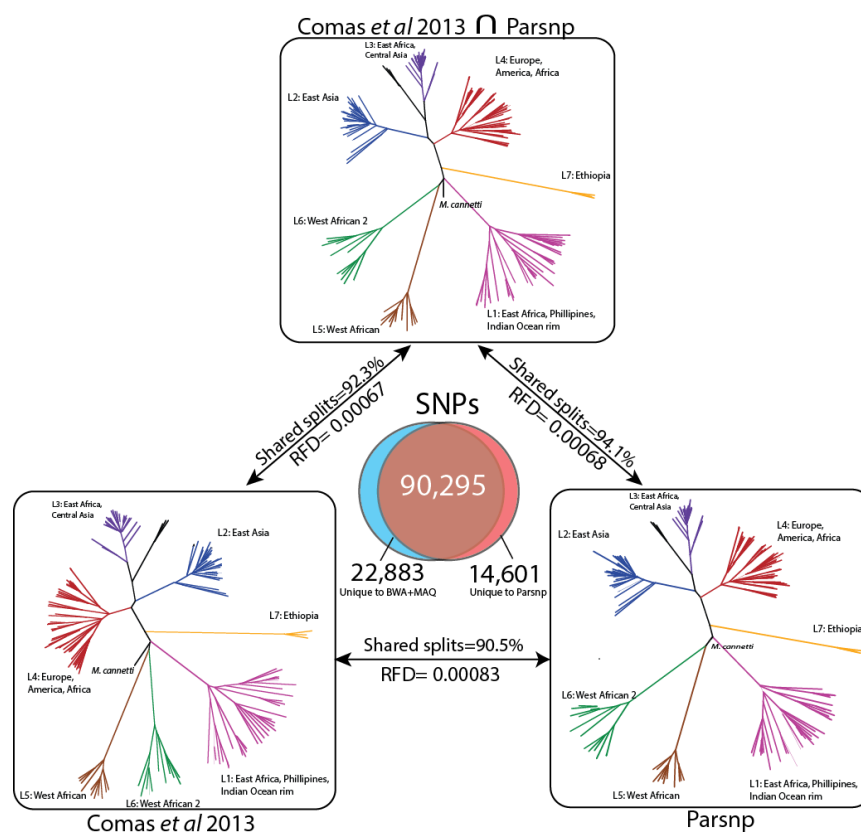 Comas et al 2013 ∩ Parsnp
L3: East Africa,
Central Asia
L4: Europe,
America, Africa
L2: East Asia
L7: Ethiopia
M. cannetti
L6: West African 2
L5: West African
L1: East Africa, Phillipines,
Indian Ocean rim
Shared splits=92.3%
RFD= 0.00067
Shared splits=94.1%
RFD= 0.00068
SNPs
90,295
22,883
Unique to BWA+MAQ
14,601
Unique to Parsnp
Shared splits=90.5%
RFD= 0.00083
L3: East Africa,
Central Asia
L2: East Asia
L7: Ethiopia
M. cannetti
L4: Europe,
America, Africa
L1: East Africa, Phillipines,
Indian Ocean rim
L5: West African
L6: West African 2
Comas et al 2013
L3: East Africa,
Central Asia
L4: Europe,
America, Africa
L2: East Asia
L7: Ethiopia
M. cannetti
L6: West African 2
L5: West African
L1: East Africa, Phillipines,
Indian Ocean rim
Parsnp